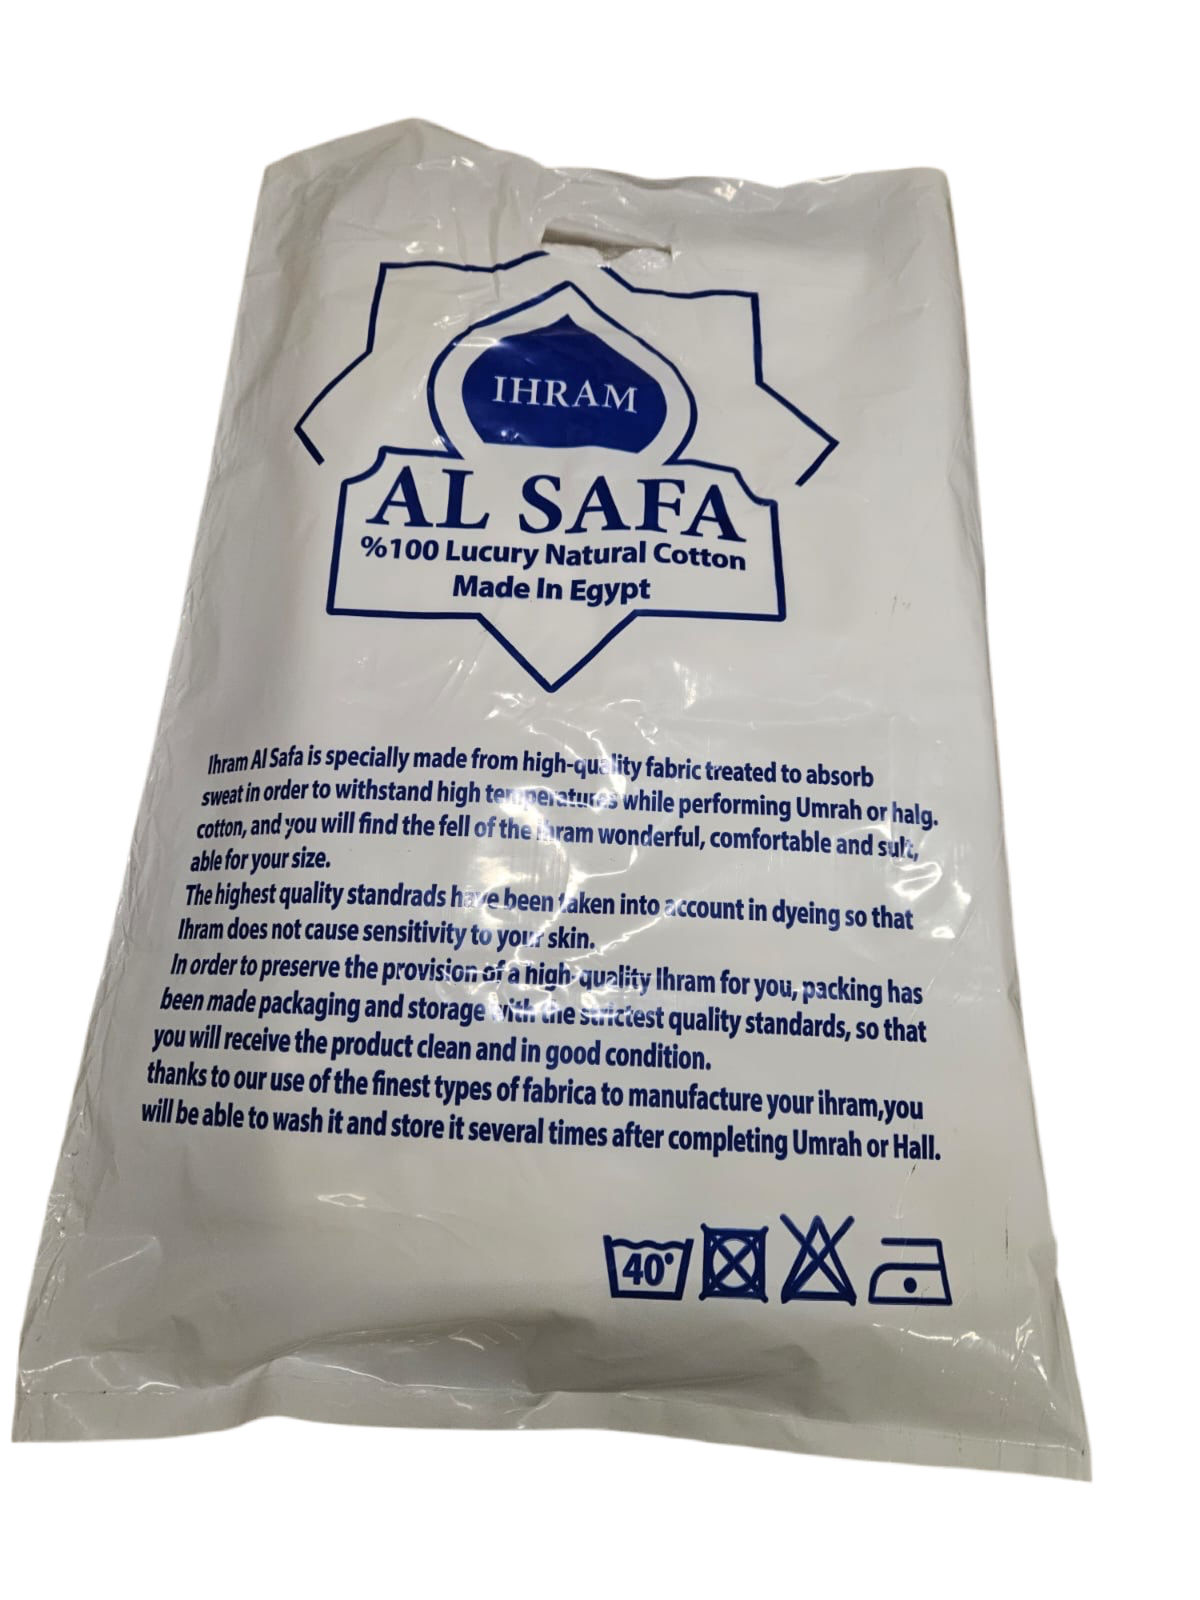 IHRAM
AL SAFA
%100 Lucury Natural Cotton
Made In Egypt
Ihram Al Safa is specially made from high-quality fabric treated to absorb
sweat in order to withstand high temperatures while performing Umrah or halg.
cotton, and you will find the fell of the ihram wonderful, comfortable and suit,
able for your size.
The highest quality standrads have been taken into account in dyeing so that
Ihram does not cause sensitivity to your skin.
In order to preserve the provision of a high-quality Ihram for you, packing has
been made packaging and storage with the strictest quality standards, so that
you will receive the product clean and in good condition.
thanks to our use of the finest types of fabrica to manufacture your ihram,you
will be able to wash it and store it several times after completing Umrah or Hall.
40°